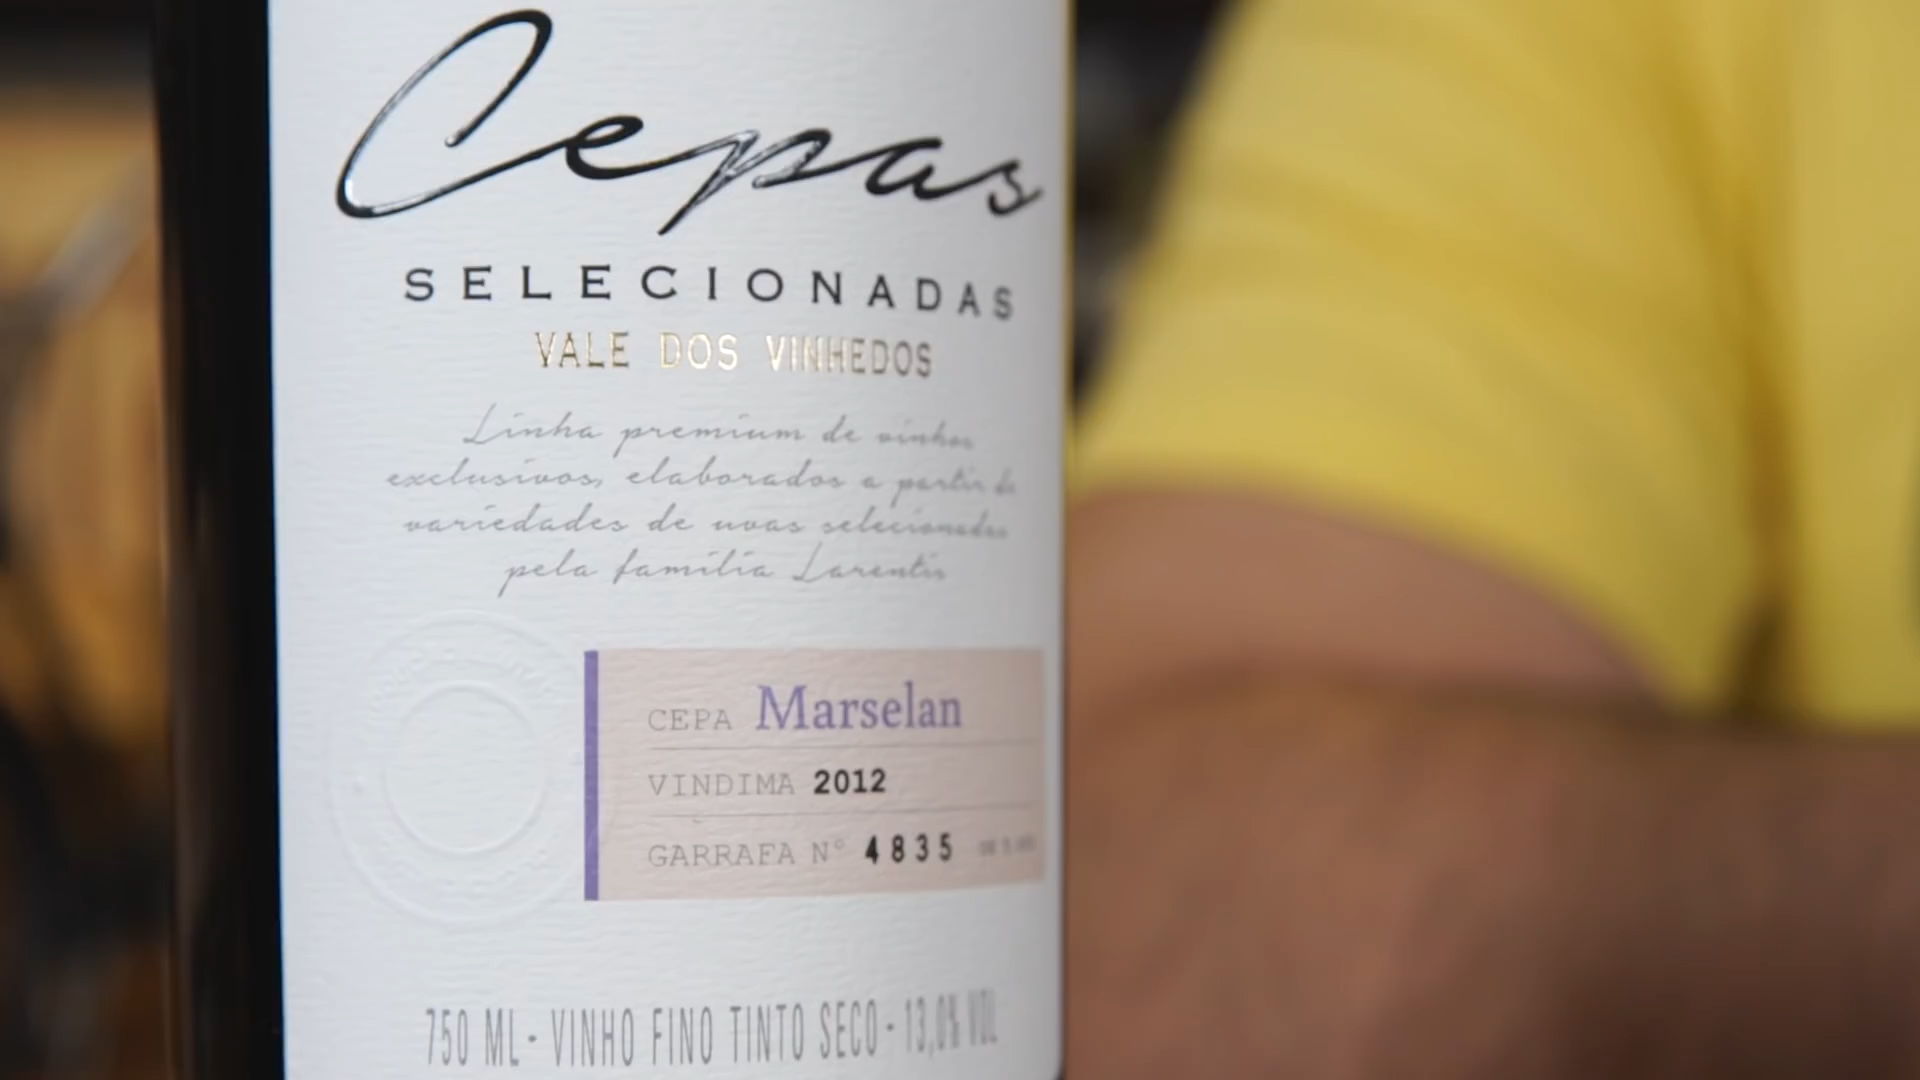 Cepas
SELECIONADAS
VALE DOS VINHEDOS
Linha premium de vinhos
exclusivos, elaborados a partir de
variedades de uvas selecionadas
pela família Larentis
CEPA Marselan
VINDIMA 2012
GARRAFA Nº 4835
750 ML - VINHO FINO TINTO SECO - 13,0% VOL